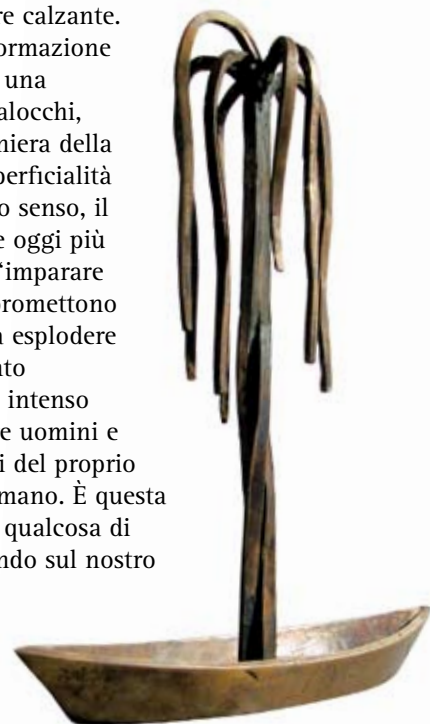 re calzante.
ormazione
una
alocchi,
niera della
perficialità
o senso, il
e oggi più
“imparare
promettono
a esplodere
nto
intenso
e uomini e
i del proprio
mano. È questa
qualcosa di
ndo sul nostro